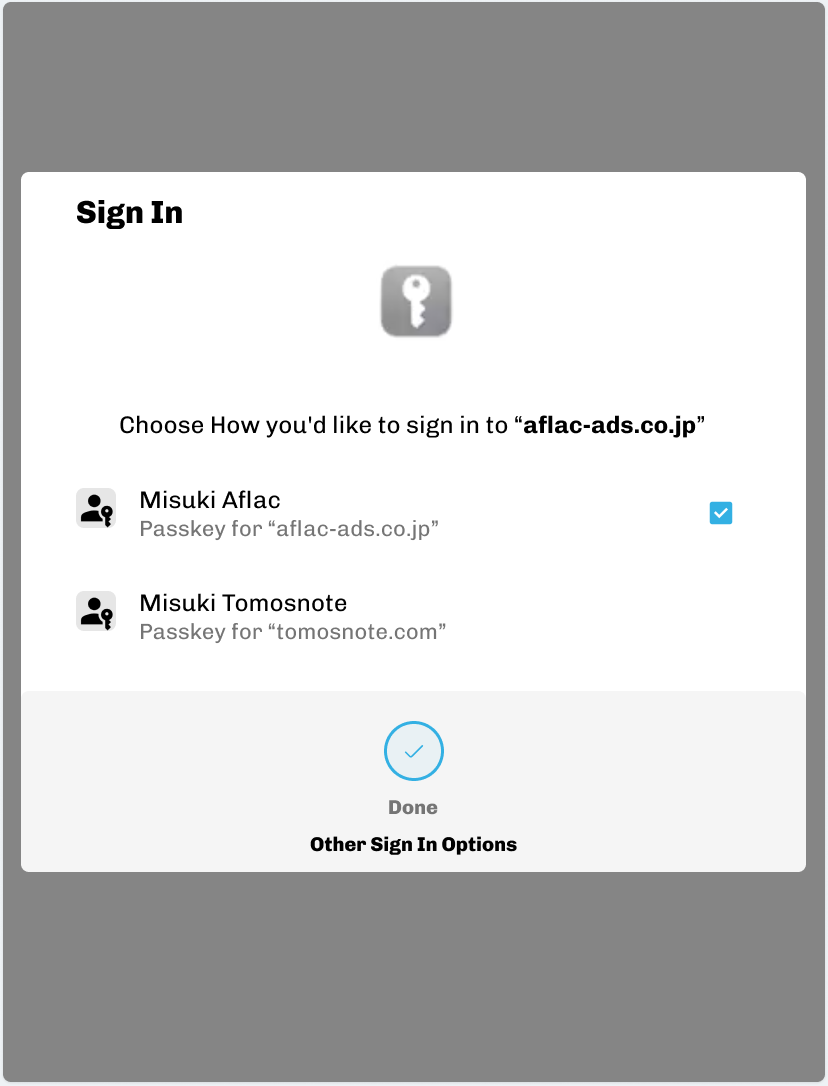 Sign In
Choose How you'd like to sign in to “aflac-ads.co.jp”
Misuki Aflac
Passkey for “aflac-ads.co.jp”
Misuki Tomosnote
Passkey for “tomosnote.com”
Done
Other Sign In Options